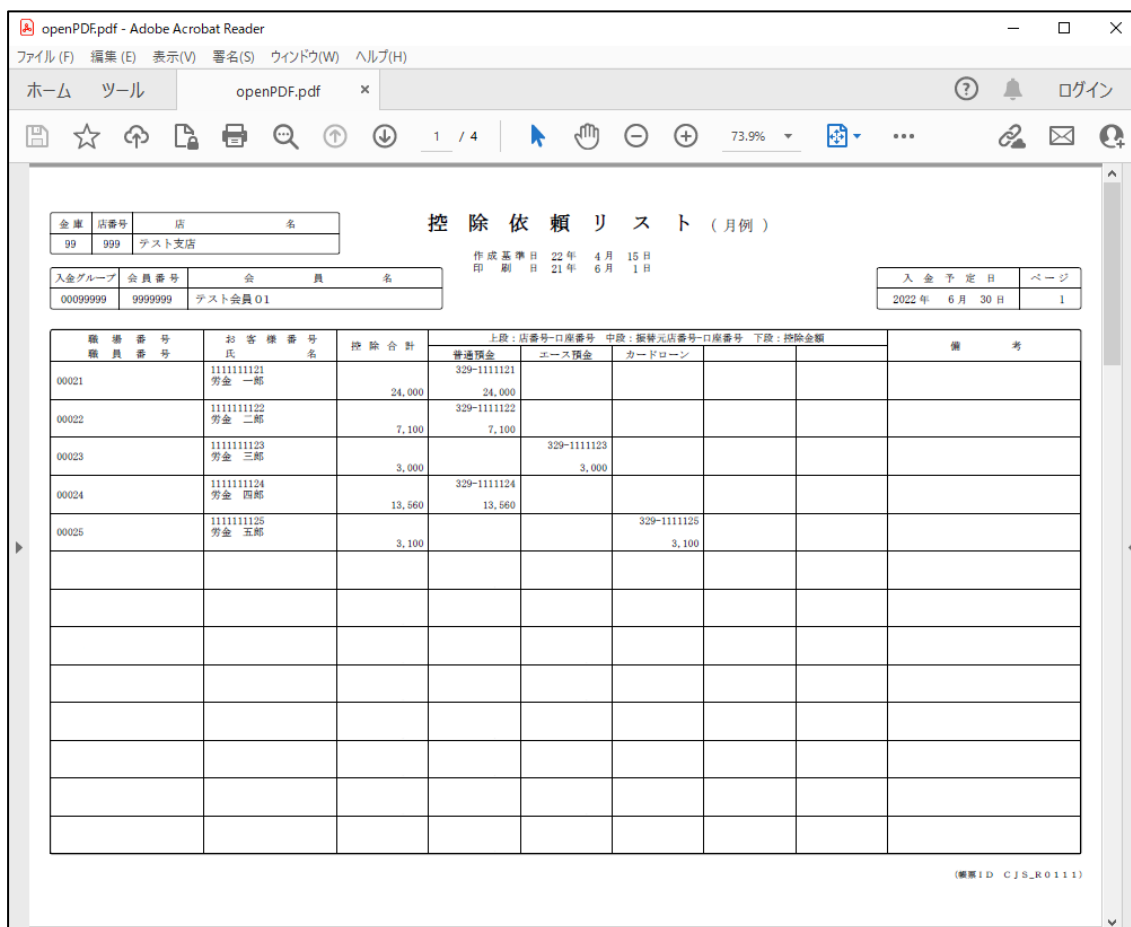 openPDF.pdf - Adobe Acrobat Reader
ファイル(F) 編集(E) 表示(V) 署名(S) ウィンドウ(W) ヘルプ(H)
ホーム ツール openPDF.pdf × ログイン
1 / 4 73.9%
控除依頼リスト(月例)
金庫 店番号 店名
99 999 テスト支店
作成基準日 22年 4月 15日
印刷日 21年 6月 1日
入金グループ 会員番号 会員名
00099999 9999999 テスト会員01
入金予定日 ページ
2022年 6月 30日 1
職場番号 お客様番号 控除合計 上段:店番号-口座番号 中段:振替元店番号-口座番号 下段:控除金額 備考
職員番号 氏名 普通預金 エース預金 カードローン
1111111121 329-1111121
00021 労金 一郎
24,000 24,000
1111111122 329-1111122
00022 労金 二郎
7,100 7,100
1111111123 329-1111123
00023 労金 三郎
3,000 3,000
1111111124 329-1111124
00024 労金 四郎
13,560 13,560
1111111125 329-1111125
00025 労金 五郎
3,100 3,100
(帳票ID CJS_R0111)